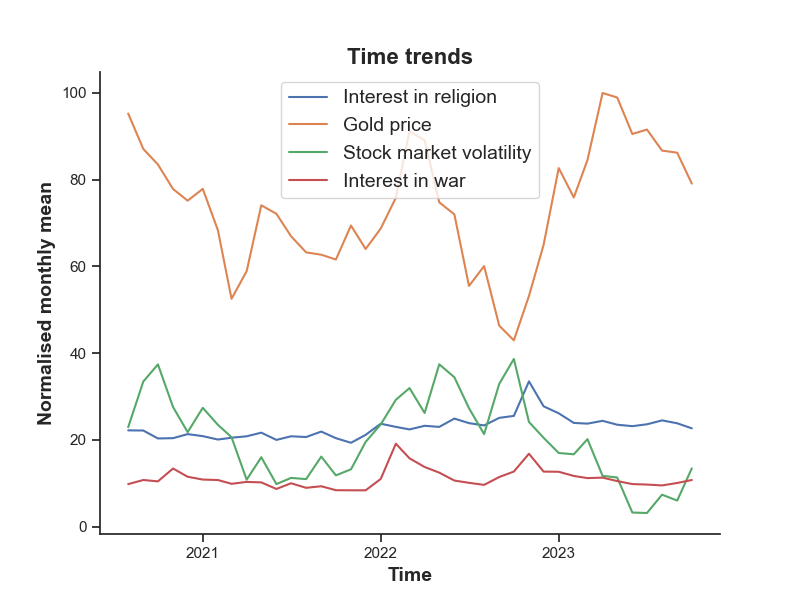 Time trends
Interest in religion
Gold price
Stock market volatility
Interest in war
Normalised monthly mean
100
80
60
40
20
0
2021
2022
2023
Time